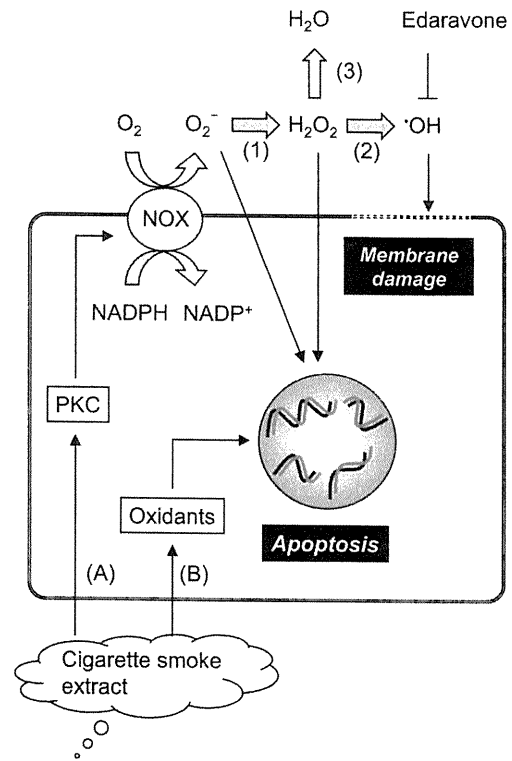 H₂O Edaravone
(3)
O₂ O₂⁻ H₂O₂ ·OH
(1) (2)
NOX
Membrane
damage
NADPH NADP⁺
PKC
Oxidants
Apoptosis
(A) (B)
Cigarette smoke
extract